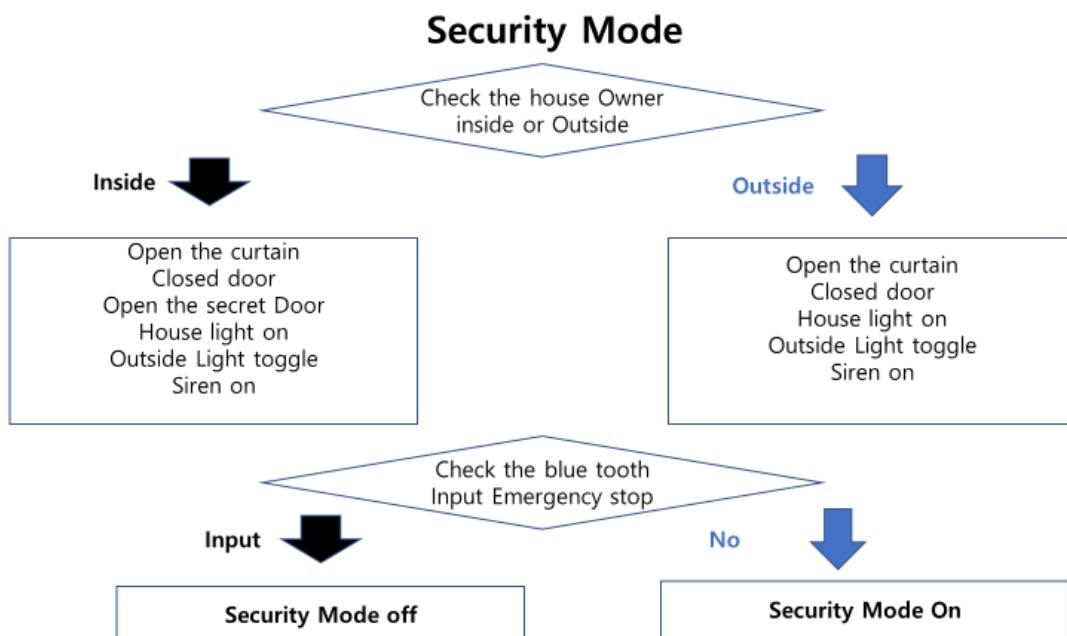 Security Mode
Check the house Owner
inside or Outside
Inside
Outside
Open the curtain
Closed door
Open the secret Door
House light on
Outside Light toggle
Siren on
Open the curtain
Closed door
House light on
Outside Light toggle
Siren on
Check the blue tooth
Input Emergency stop
Input
No
Security Mode off
Security Mode On